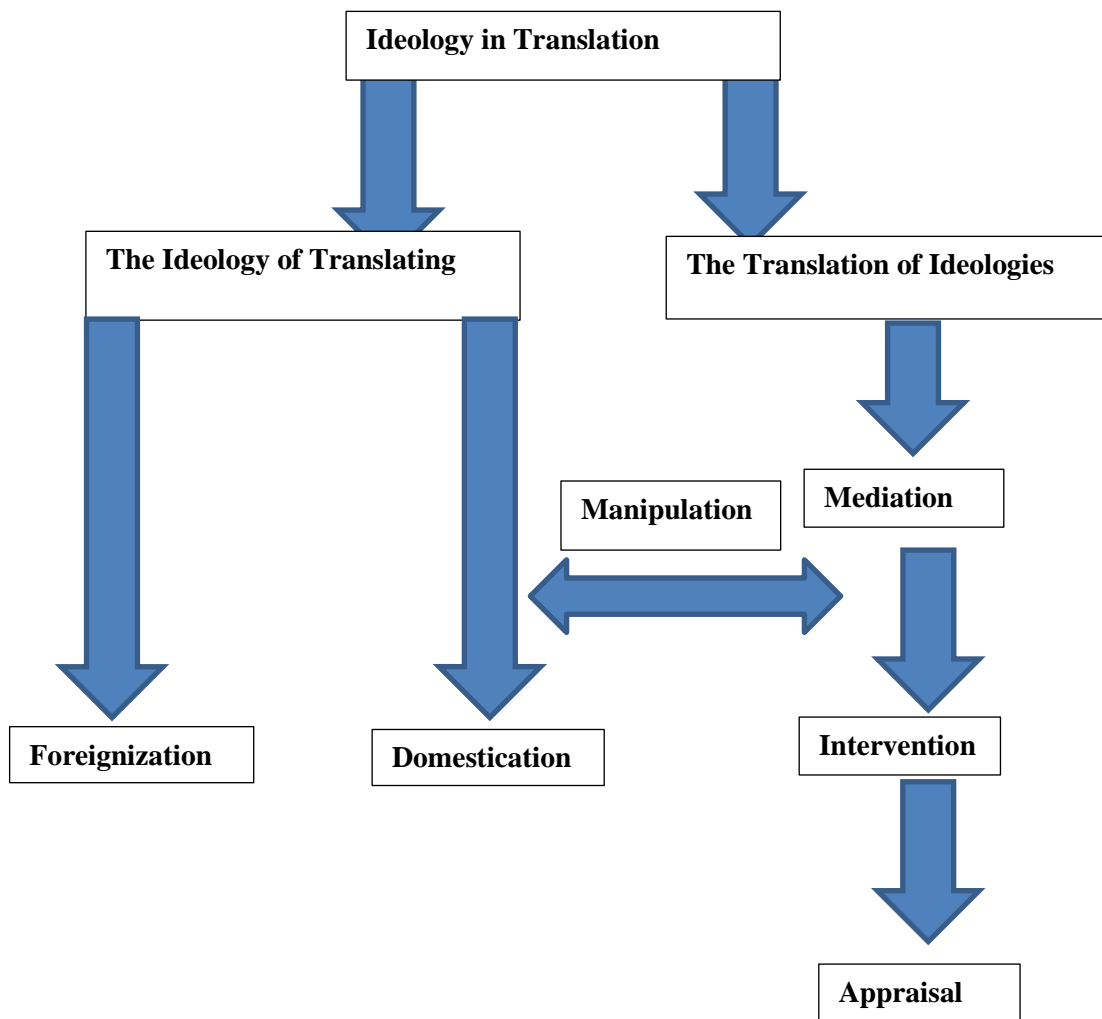 Ideology in Translation
The Ideology of Translating
The Translation of Ideologies
Manipulation
Mediation
Foreignization
Domestication
Intervention
Appraisal